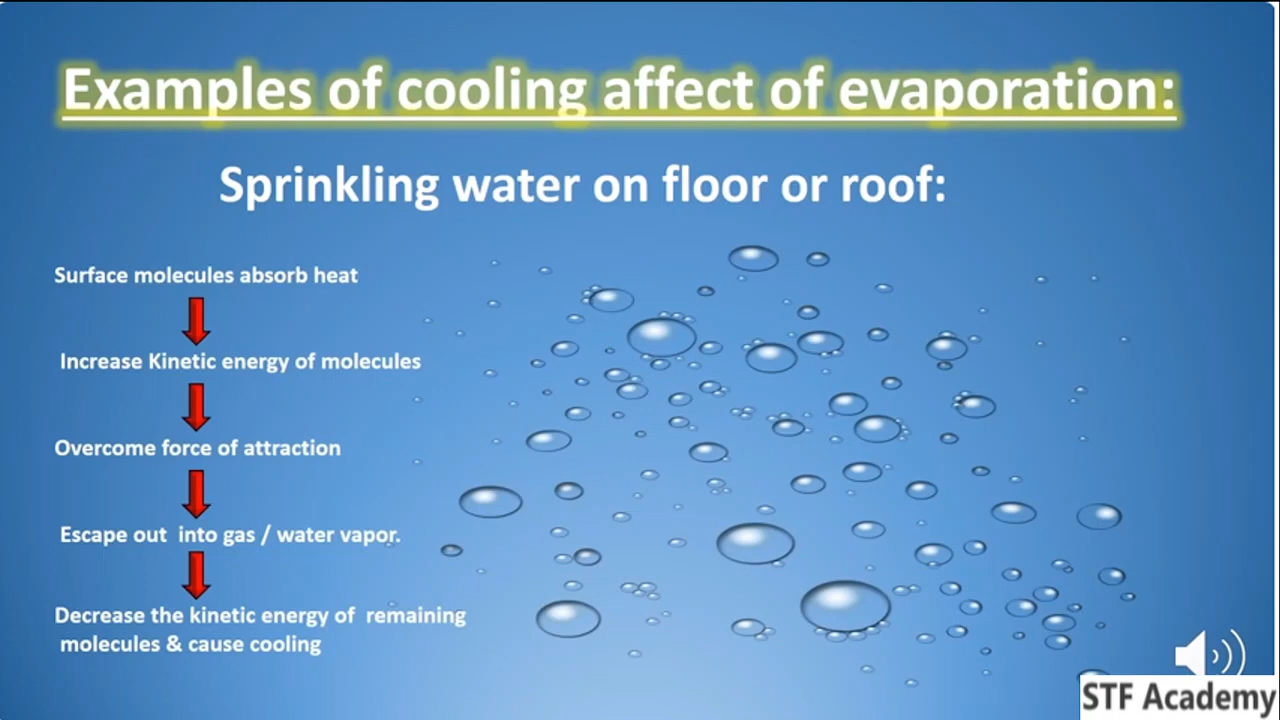 Examples of cooling affect of evaporation:
Sprinkling water on floor or roof:
Surface molecules absorb heat
Increase Kinetic energy of molecules
Overcome force of attraction
Escape out into gas / water vapor.
Decrease the kinetic energy of remaining
molecules & cause cooling
STF Academy